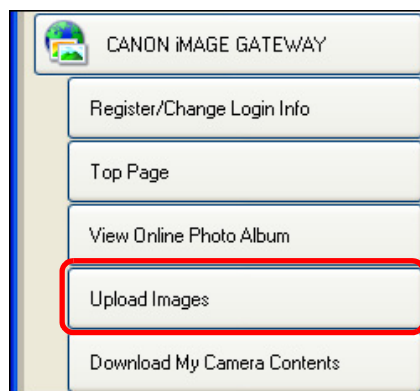 CANON iMAGE GATEWAY
Register/Change Login Info
Top Page
View Online Photo Album
Upload Images
Download My Camera Contents